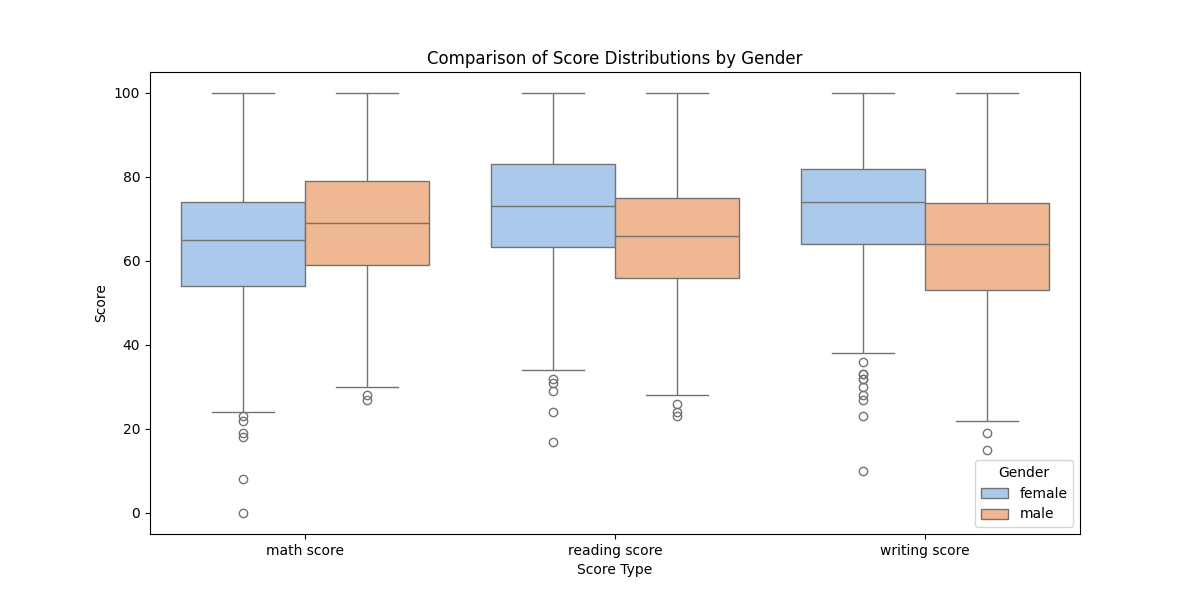 Comparison of Score Distributions by Gender
100
80
60
40
20
0
Score
math score
reading score
writing score
Score Type
Gender
female
male